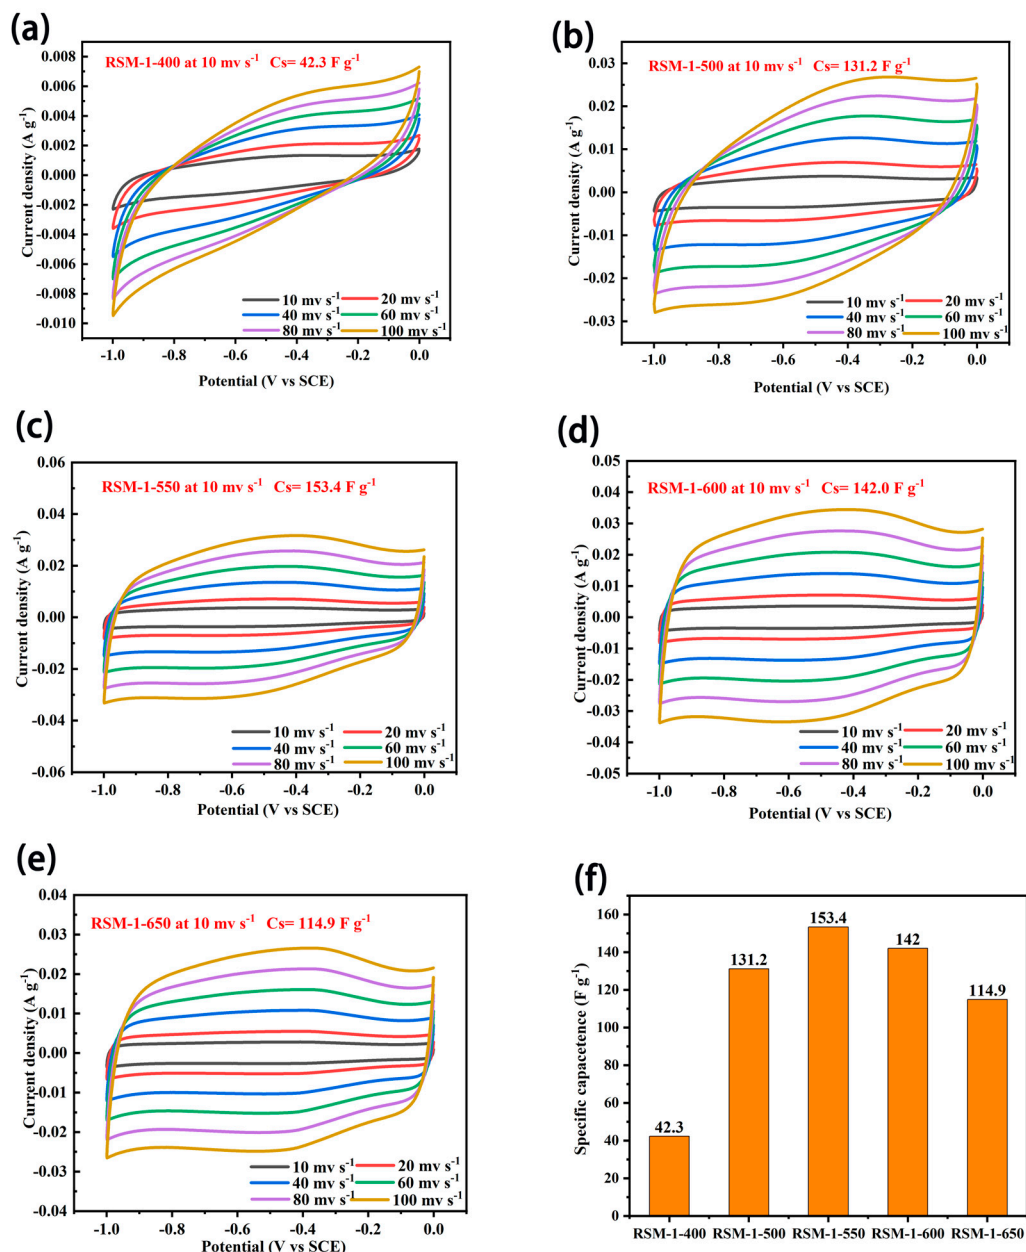 (a)
RSM-1-400 at 10 mv s-1 Cs= 42.3 F g-1
Current density (A g-1)
0.008
0.006
0.004
0.002
0.000
-0.002
-0.004
-0.006
-0.008
-0.010
10 mv s-1 20 mv s-1
40 mv s-1 60 mv s-1
80 mv s-1 100 mv s-1
-1.0 -0.8 -0.6 -0.4 -0.2 0.0
Potential (V vs SCE)
(b)
RSM-1-500 at 10 mv s-1 Cs= 131.2 F g-1
Current density (A g-1)
0.03
0.02
0.01
0.00
-0.01
-0.02
-0.03
10 mv s-1 20 mv s-1
40 mv s-1 60 mv s-1
80 mv s-1 100 mv s-1
-1.0 -0.8 -0.6 -0.4 -0.2 0.0
Potential (V vs SCE)
(c)
RSM-1-550 at 10 mv s-1 Cs= 153.4 F g-1
Current density (A g-1)
0.06
0.04
0.02
0.00
-0.02
-0.04
-0.06
10 mv s-1 20 mv s-1
40 mv s-1 60 mv s-1
80 mv s-1 100 mv s-1
-1.0 -0.8 -0.6 -0.4 -0.2 0.0
Potential (V vs SCE)
(d)
RSM-1-600 at 10 mv s-1 Cs= 142.0 F g-1
Current density (A g-1)
0.05
0.04
0.03
0.02
0.01
0.00
-0.01
-0.02
-0.03
-0.04
-0.05
10 mv s-1 20 mv s-1
40 mv s-1 60 mv s-1
80 mv s-1 100 mv s-1
-1.0 -0.8 -0.6 -0.4 -0.2 0.0
Potential (V vs SCE)
(e)
RSM-1-650 at 10 mv s-1 Cs= 114.9 F g-1
Current density (A g-1)
0.04
0.03
0.02
0.01
0.00
-0.01
-0.02
-0.03
-0.04
10 mv s-1 20 mv s-1
40 mv s-1 60 mv s-1
80 mv s-1 100 mv s-1
-1.0 -0.8 -0.6 -0.4 -0.2 0.0
Potential (V vs SCE)
(f)
Specific capacetence (F g-1)
160
140
120
100
80
60
40
20
0
42.3
131.2
153.4
142
114.9
RSM-1-400 RSM-1-500 RSM-1-550 RSM-1-600 RSM-1-650